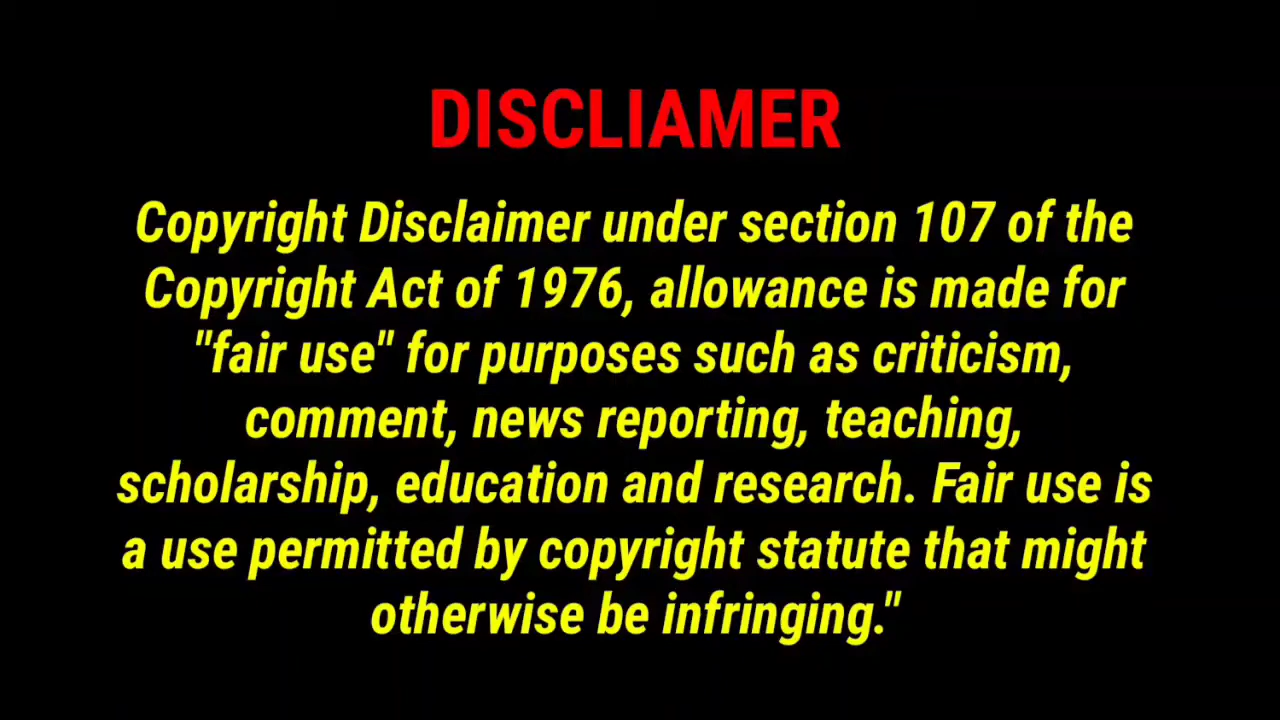 DISCLIAMER
Copyright Disclaimer under section 107 of the
Copyright Act of 1976, allowance is made for
"fair use" for purposes such as criticism,
comment, news reporting, teaching,
scholarship, education and research. Fair use is
a use permitted by copyright statute that might
otherwise be infringing."